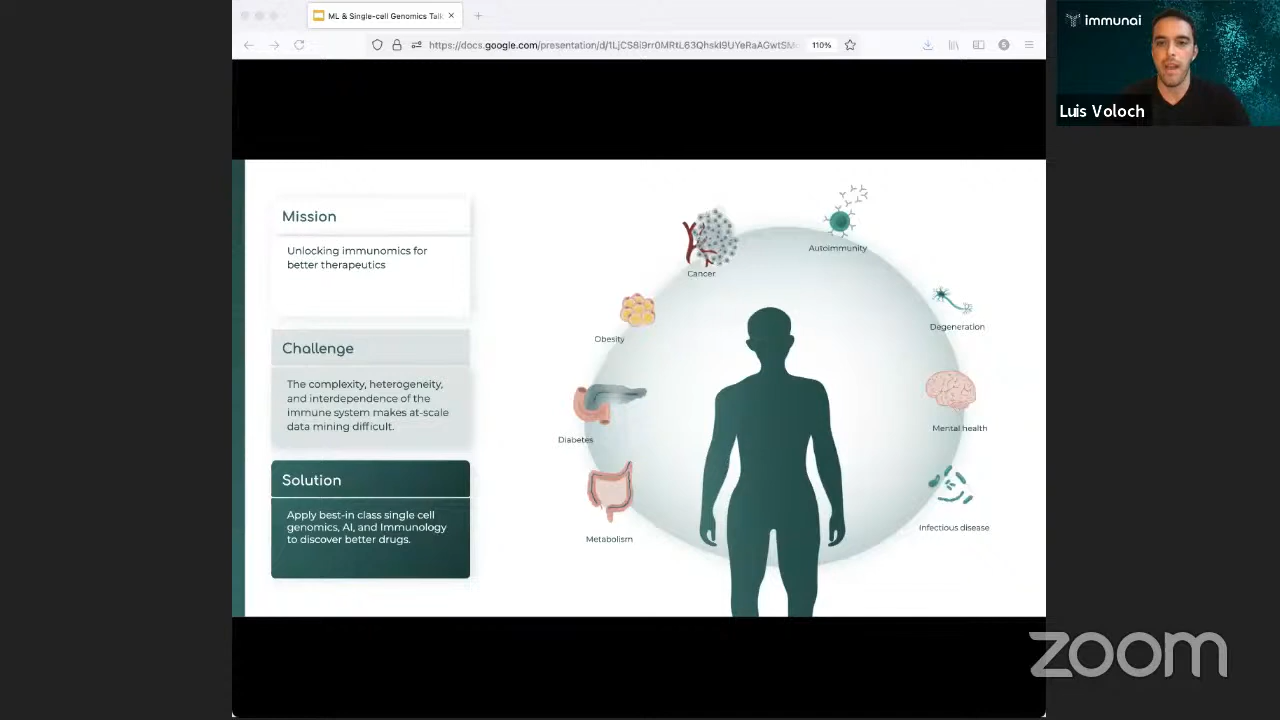 ML & Single-cell Genomics Talk
110%
immunai
Luis Voloch
Mission
Unlocking immunomics for
better therapeutics
Challenge
The complexity, heterogeneity,
and interdependence of the
immune system makes at-scale
data mining difficult.
Solution
Apply best-in class single cell
genomics, AI, and Immunology
to discover better drugs.
Cancer
Autoimmunity
Obesity
Degeneration
Diabetes
Mental health
Metabolism
Infectious disease
zoom